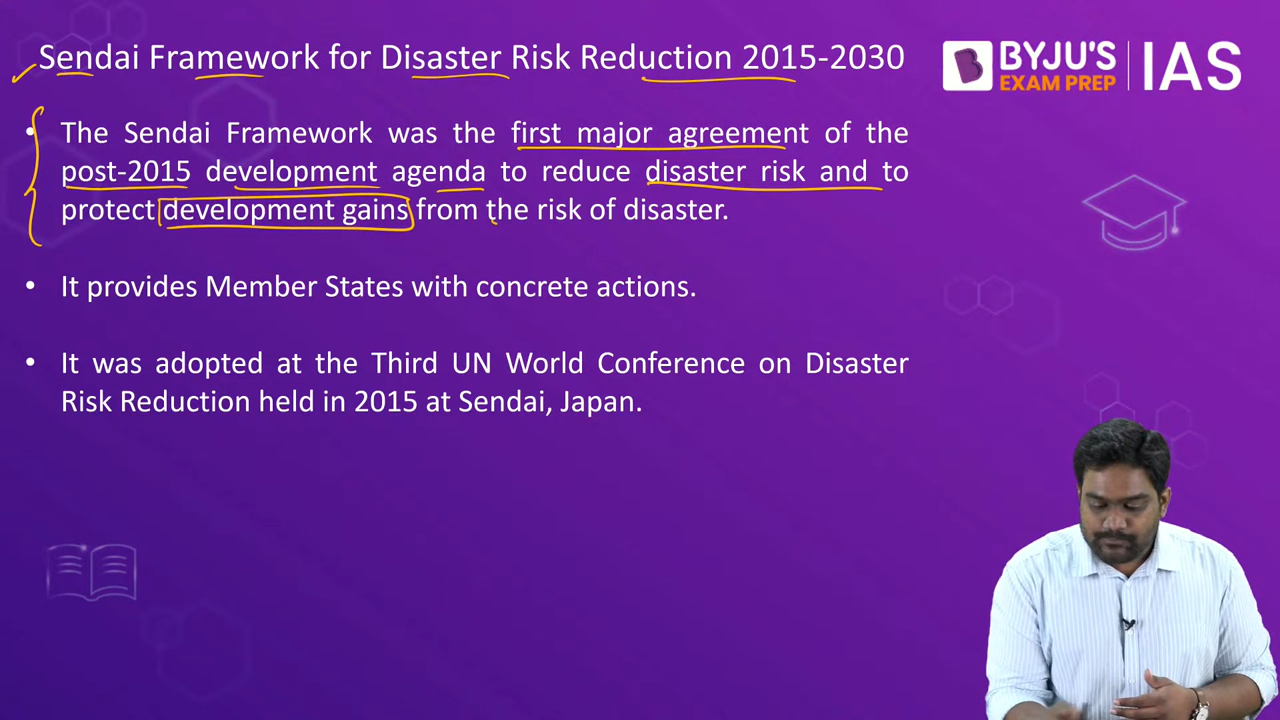 Sendai Framework for Disaster Risk Reduction 2015-2030
BYJU'S
EXAM PREP
IAS
• The Sendai Framework was the first major agreement of the
post-2015 development agenda to reduce disaster risk and to
protect development gains from the risk of disaster.
• It provides Member States with concrete actions.
• It was adopted at the Third UN World Conference on Disaster
Risk Reduction held in 2015 at Sendai, Japan.